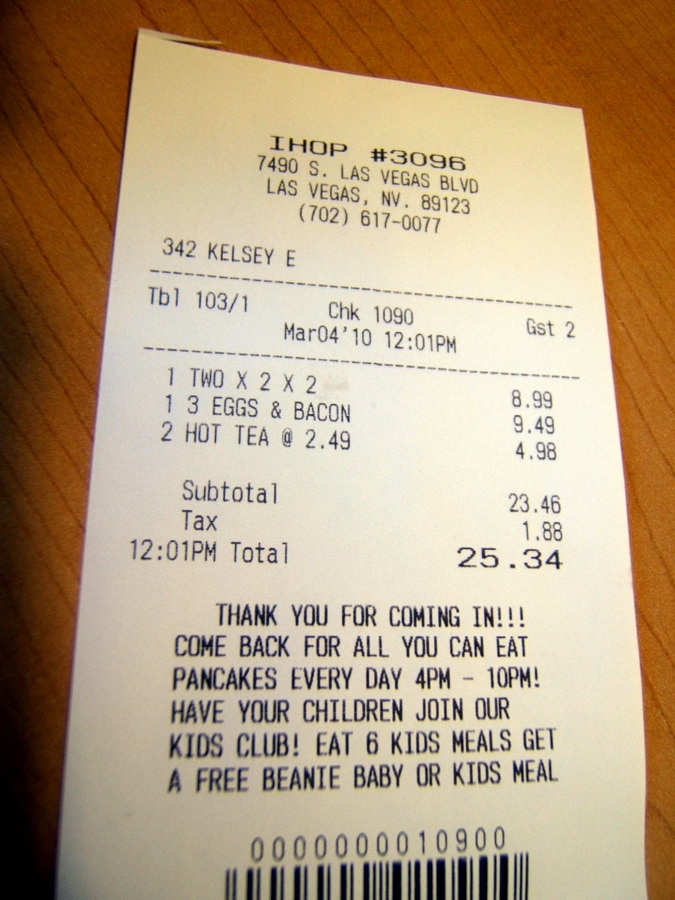 IHOP #3096
7490 S. LAS VEGAS BLVD
LAS VEGAS, NV. 89123
(702) 617-0077
342 KELSEY E
Tbl 103/1 Chk 1090 Gst 2
Mar04'10 12:01PM
1 TWO X 2 X 2 8.99
1 3 EGGS & BACON 9.49
2 HOT TEA @ 2.49 4.98
Subtotal 23.46
Tax 1.88
12:01PM Total 25.34
THANK YOU FOR COMING IN!!!
COME BACK FOR ALL YOU CAN EAT
PANCAKES EVERY DAY 4PM - 10PM!
HAVE YOUR CHILDREN JOIN OUR
KIDS CLUB! EAT 6 KIDS MEALS GET
A FREE BEANIE BABY OR KIDS MEAL
0000000010900